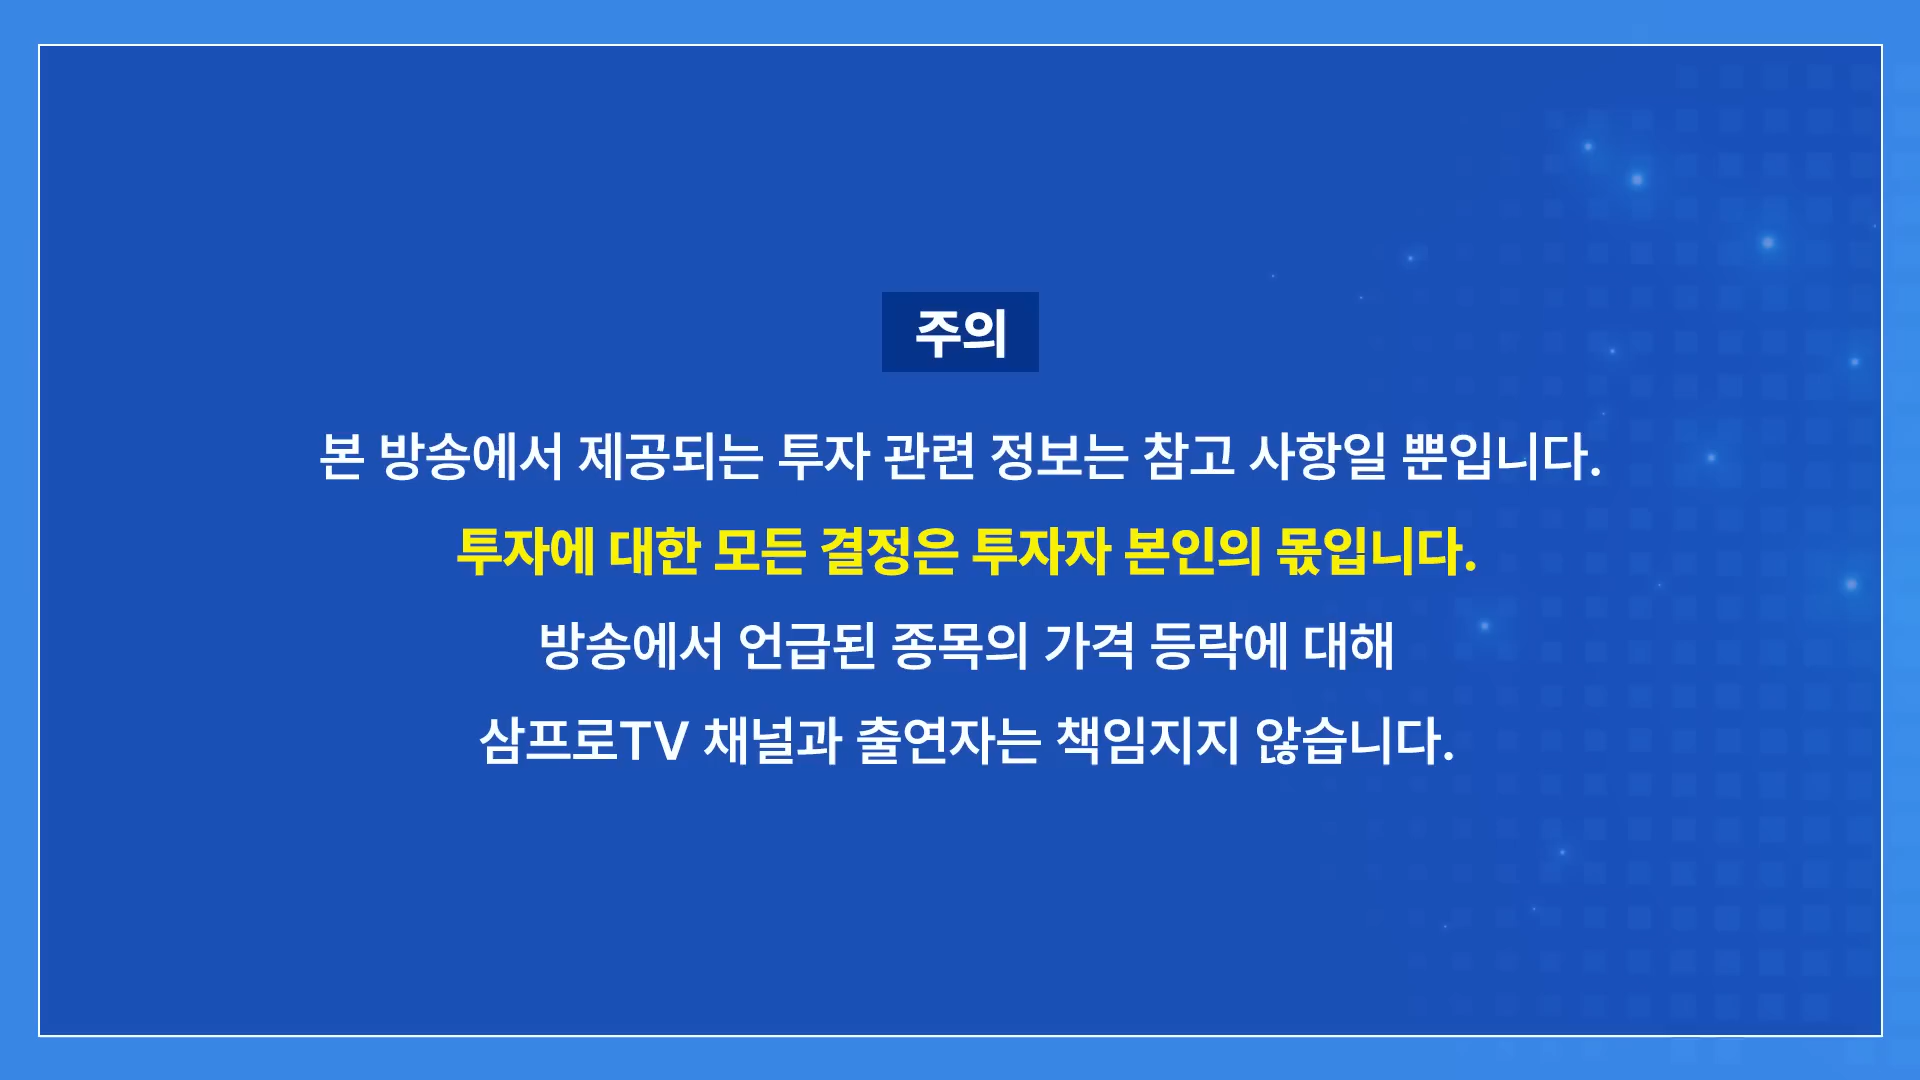 주의
본 방송에서 제공되는 투자 관련 정보는 참고 사항일 뿐입니다.
투자에 대한 모든 결정은 투자자 본인의 몫입니다.
방송에서 언급된 종목의 가격 등락에 대해
삼프로TV 채널과 출연자는 책임지지 않습니다.